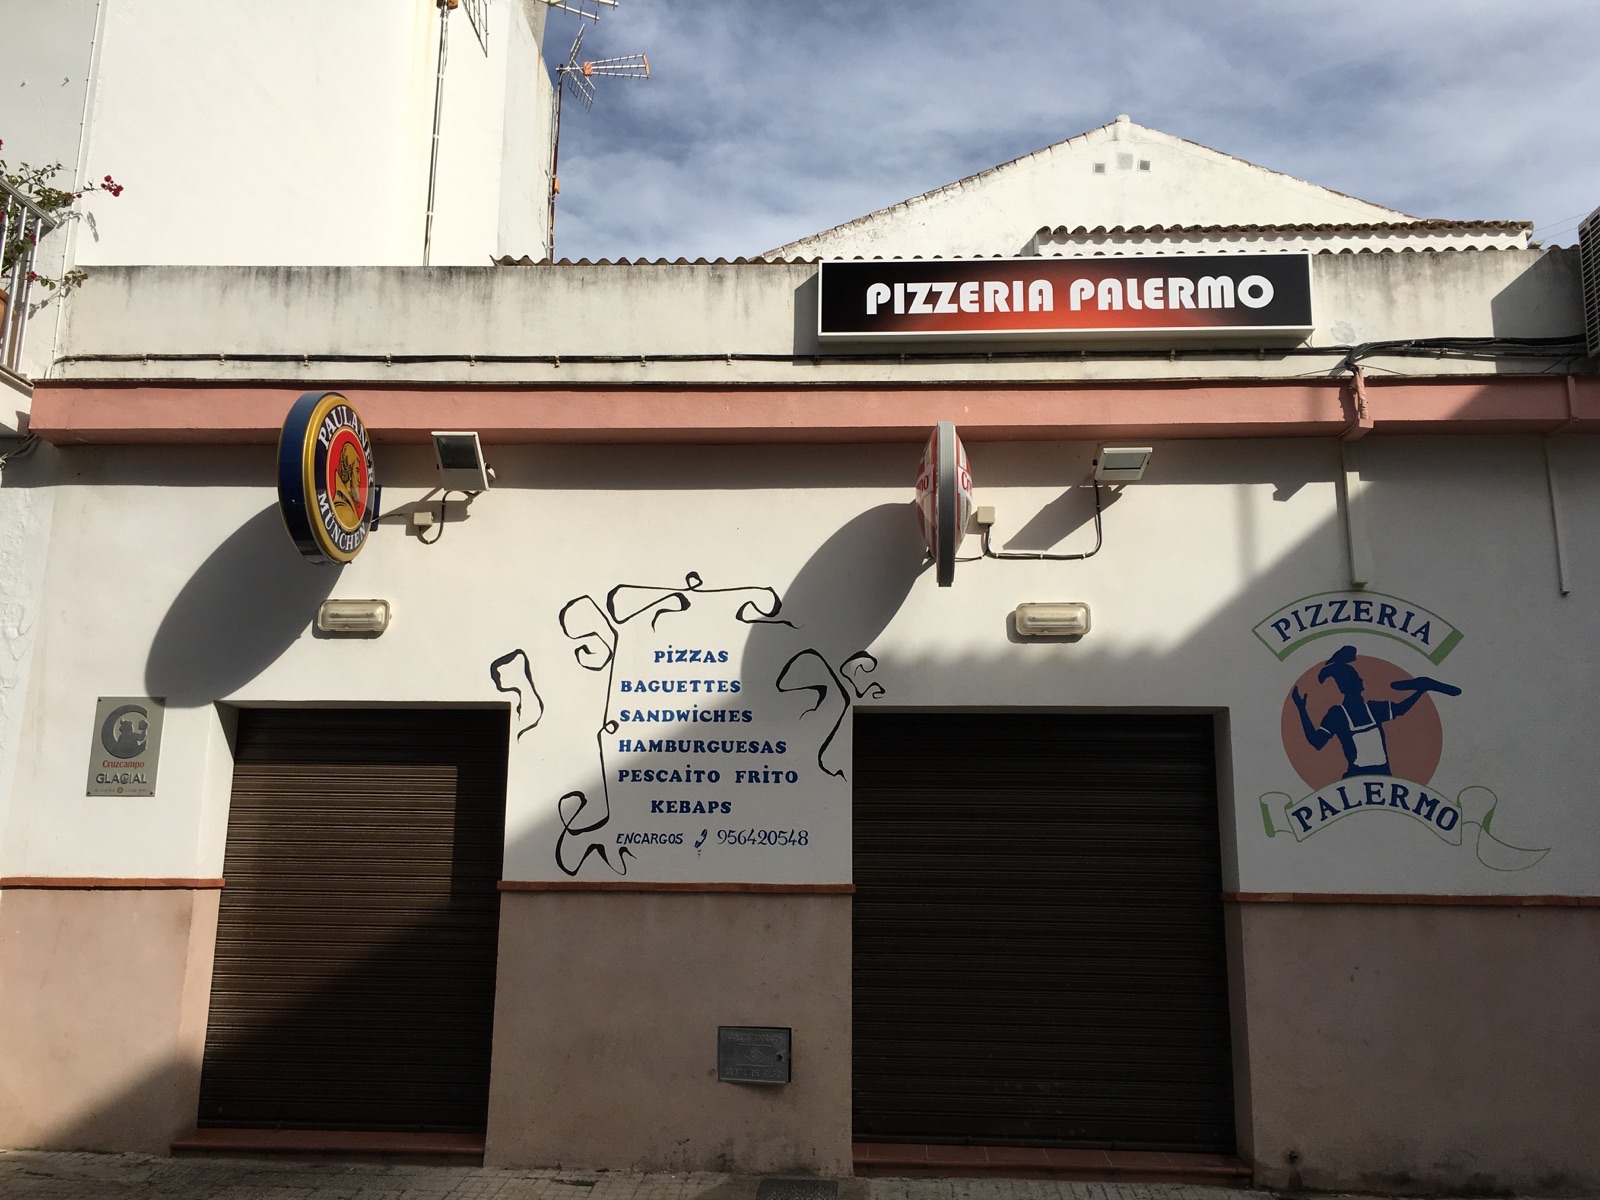 PIZZERIA PALERMO
PAULANER
MÜNCHEN
PIZZAS
BAGUETTES
SANDWICHES
HAMBURGUESAS
PESCAITO FRITO
KEBAPS
ENCARGOS 956420548
PIZZERIA
PALERMO
Cruzcampo
GLACIAL